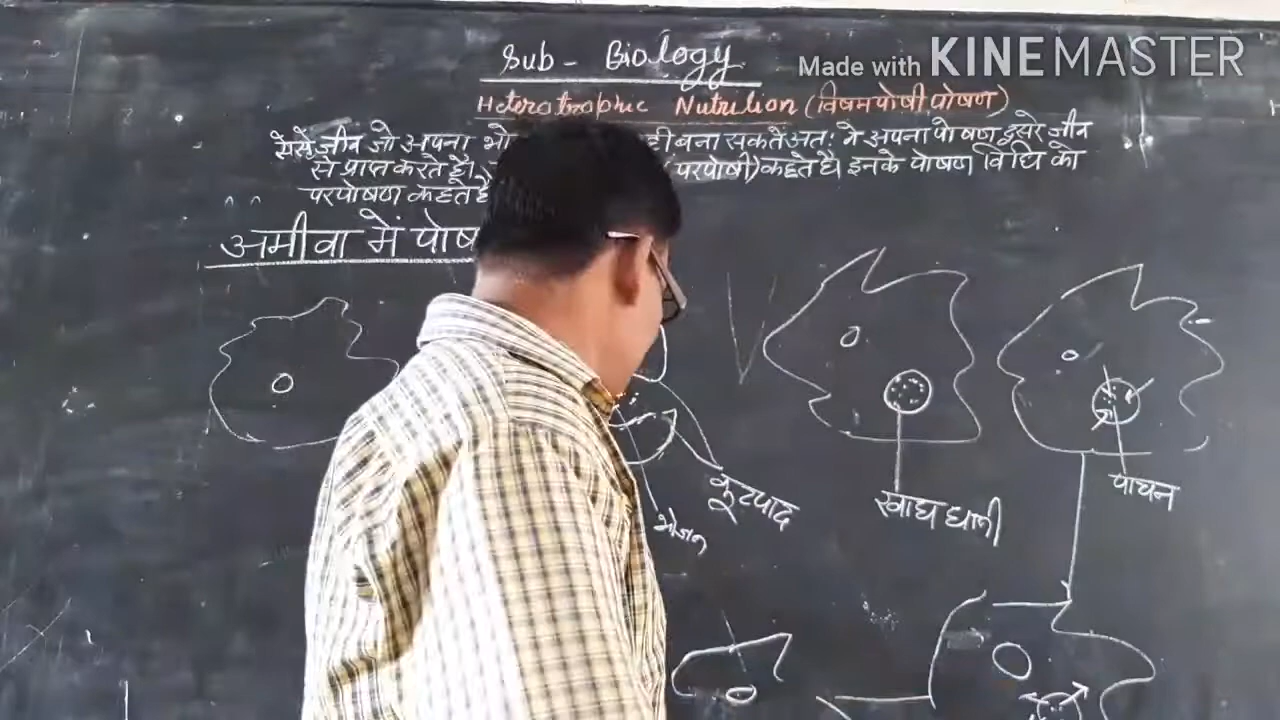 Sub - Biology
Made with KINEMASTER
Heterotrophic Nutrition (विषमपोषी पोषण)
ऐसे जीव जो अपना भो ही बना सकते अतः वे अपना पोषण दूसरे जीव
से प्राप्त करते हैं। (परपोषी) कहते हैं। इनके पोषण विधि को
परपोषण कहते है
अमीवा में पोष
कूटपाद
भोजन
खाद्य धानी
पाचन